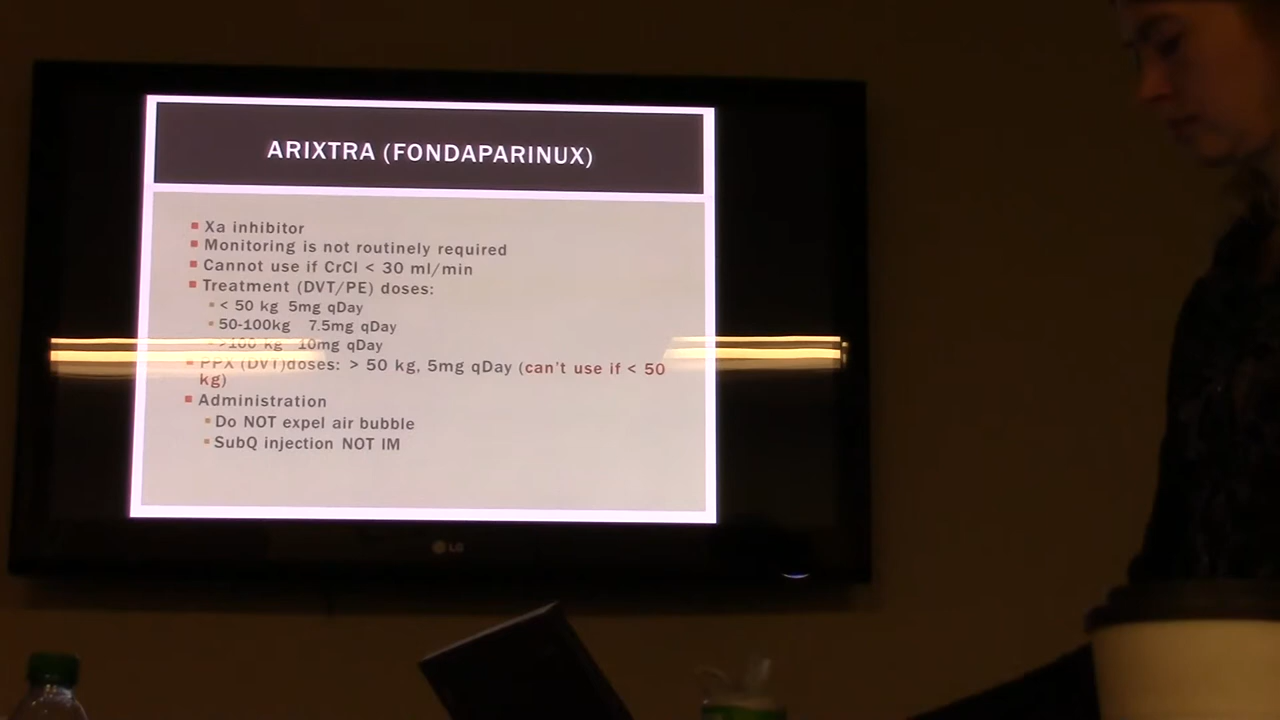 ARIXTRA (FONDAPARINUX)
Xa inhibitor
Monitoring is not routinely required
Cannot use if CrCl < 30 ml/min
Treatment (DVT/PE) doses:
< 50 kg 5mg qDay
50-100kg 7.5mg qDay
>100 kg 10mg qDay
PPX (DVT)doses: > 50 kg, 5mg qDay (can't use if < 50
kg)
Administration
Do NOT expel air bubble
SubQ injection NOT IM
LG